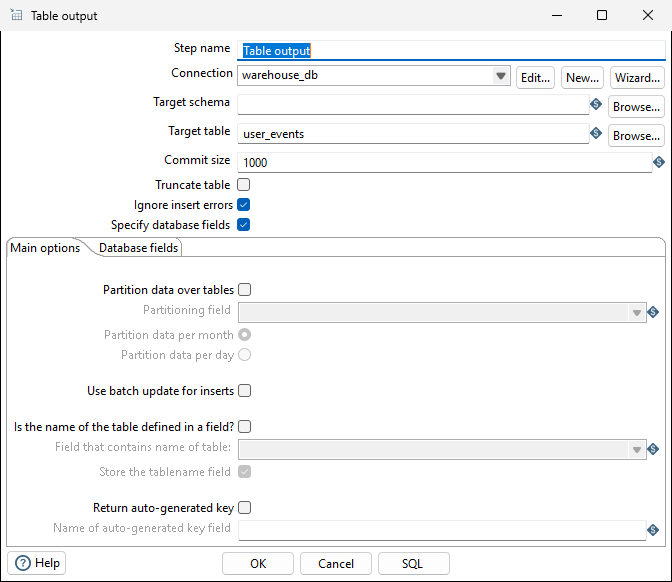 Table output
Step name Table output
Connection warehouse_db Edit... New... Wizard...
Target schema Browse...
Target table user_events Browse...
Commit size 1000
Truncate table
Ignore insert errors
Specify database fields
Main options Database fields
Partition data over tables
Partitioning field
Partition data per month
Partition data per day
Use batch update for inserts
Is the name of the table defined in a field?
Field that contains name of table:
Store the tablename field
Return auto-generated key
Name of auto-generated key field
Help OK Cancel SQL